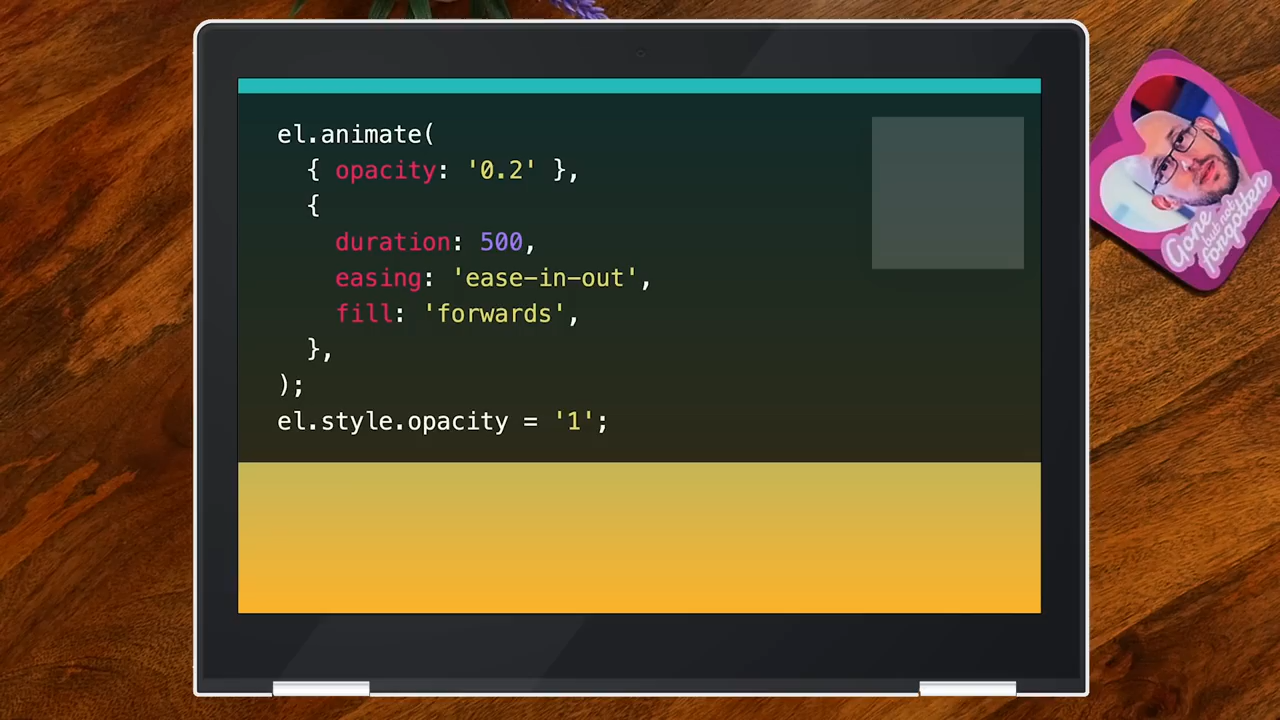 el.animate(
  { opacity: '0.2' },
  {
    duration: 500,
    easing: 'ease-in-out',
    fill: 'forwards',
  },
);
el.style.opacity = '1';
Gone
but not
forgotten